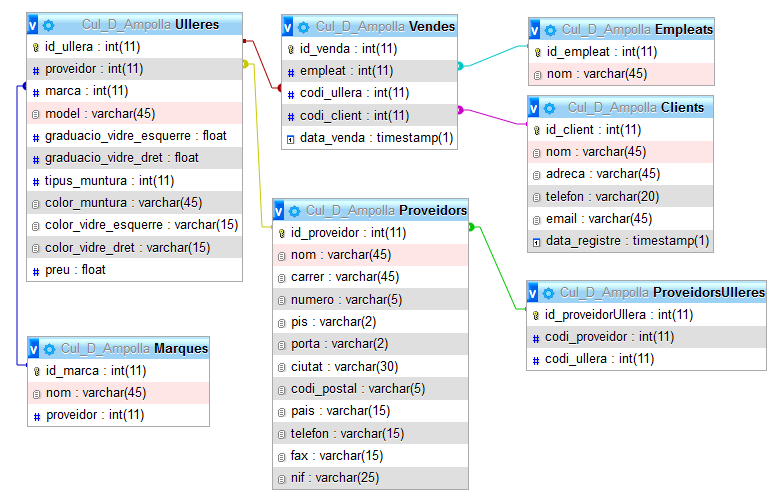 Cul_D_Ampolla Ulleres
id_ullera : int(11)
proveidor : int(11)
marca : int(11)
model : varchar(45)
graduacio_vidre_esquerre : float
graduacio_vidre_dret : float
tipus_muntura : int(11)
color_muntura : varchar(45)
color_vidre_esquerre : varchar(15)
color_vidre_dret : varchar(15)
preu : float
Cul_D_Ampolla Vendes
id_venda : int(11)
empleat : int(11)
codi_ullera : int(11)
codi_client : int(11)
data_venda : timestamp(1)
Cul_D_Ampolla Empleats
id_empleat : int(11)
nom : varchar(45)
Cul_D_Ampolla Clients
id_client : int(11)
nom : varchar(45)
adreca : varchar(45)
telefon : varchar(20)
email : varchar(45)
data_registre : timestamp(1)
Cul_D_Ampolla Proveidors
id_proveidor : int(11)
nom : varchar(45)
carrer : varchar(45)
numero : varchar(5)
pis : varchar(2)
porta : varchar(2)
ciutat : varchar(30)
codi_postal : varchar(5)
pais : varchar(15)
telefon : varchar(15)
fax : varchar(15)
nif : varchar(25)
Cul_D_Ampolla ProveidorsUlleres
id_proveidorUllera : int(11)
codi_proveidor : int(11)
codi_ullera : int(11)
Cul_D_Ampolla Marques
id_marca : int(11)
nom : varchar(45)
proveidor : int(11)